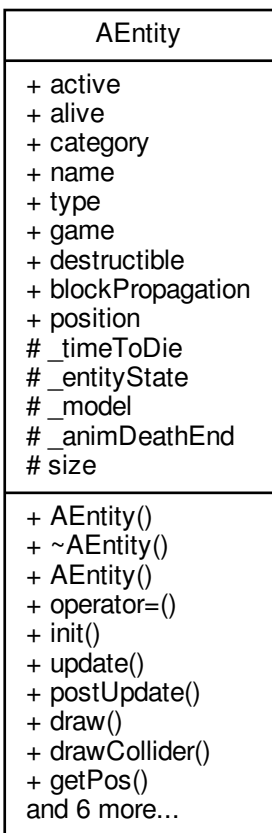 AEntity
+ active
+ alive
+ category
+ name
+ type
+ game
+ destructible
+ blockPropagation
+ position
# _timeToDie
# _entityState
# _model
# _animDeathEnd
# size
+ AEntity()
+ ~AEntity()
+ AEntity()
+ operator=()
+ init()
+ update()
+ postUpdate()
+ draw()
+ drawCollider()
+ getPos()
and 6 more...